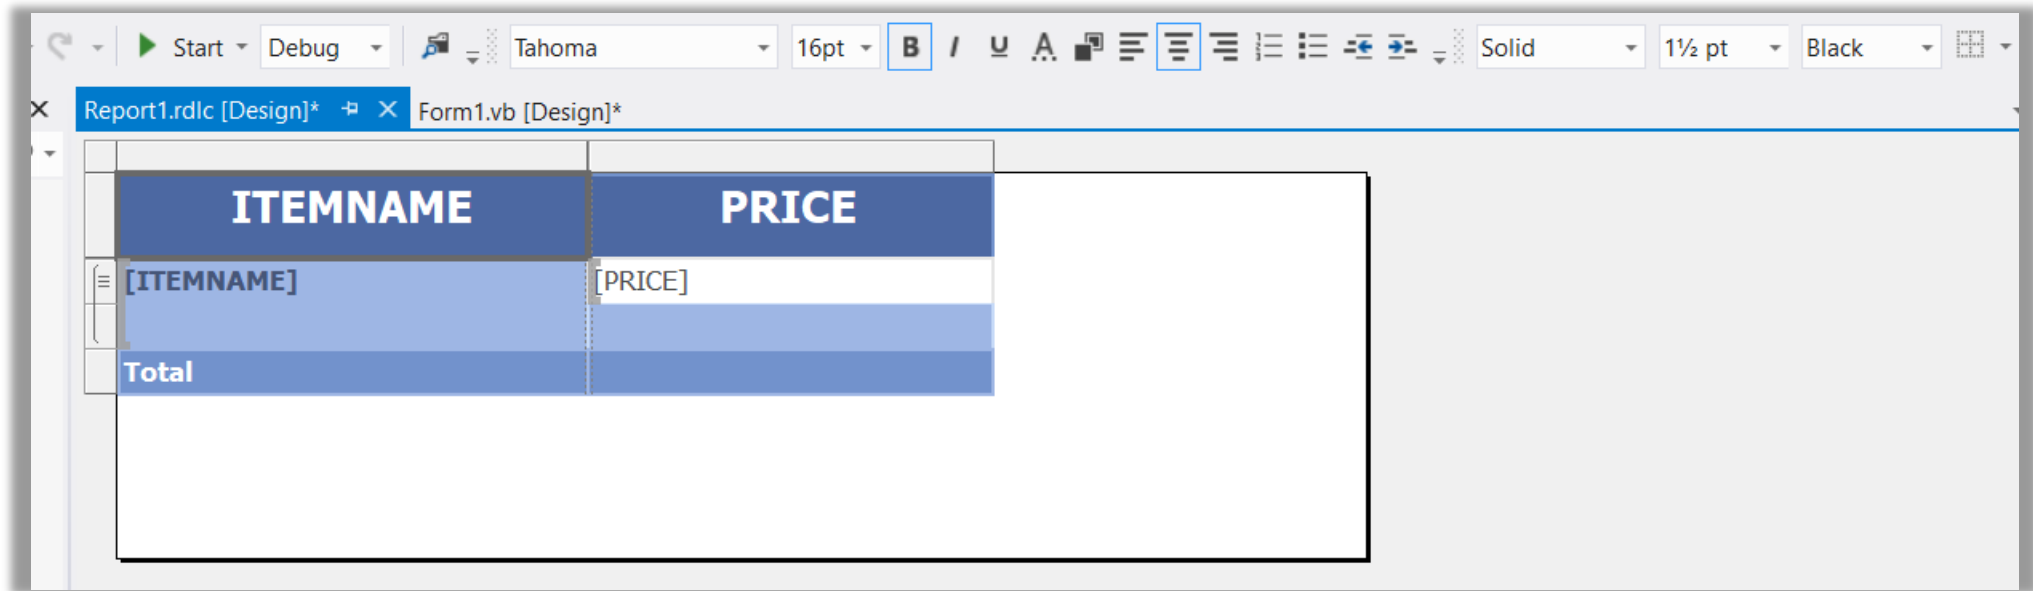 Start Debug Tahoma 16pt B I U A Solid 1½ pt Black
Report1.rdlc [Design]* Form1.vb [Design]*
ITEMNAME PRICE
[ITEMNAME] [PRICE]
Total